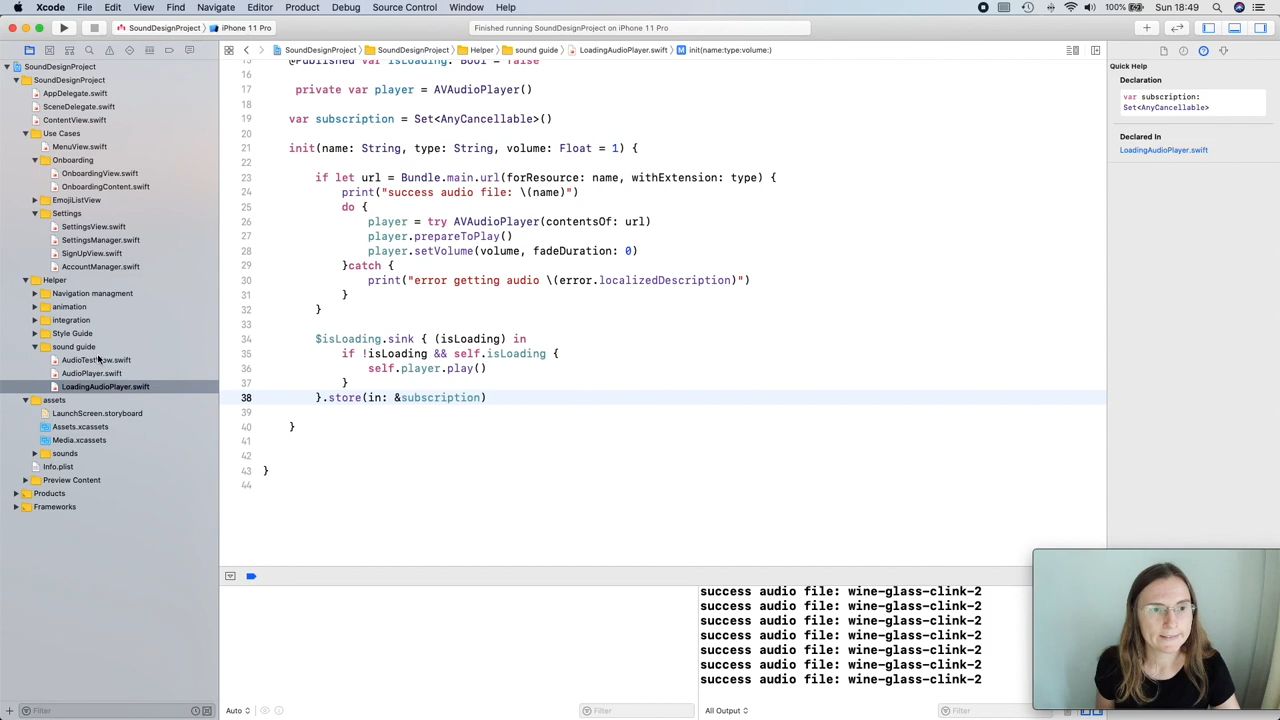 Xcode File Edit View Find Navigate Editor Product Debug Source Control Window Help 100% Sun 18:49
SoundDesignProject iPhone 11 Pro Finished running SoundDesignProject on iPhone 11 Pro
SoundDesignProject SoundDesignProject Helper sound guide LoadingAudioPlayer.swift init(name:type:volume:)
SoundDesignProject
SoundDesignProject
AppDelegate.swift
SceneDelegate.swift
ContentView.swift
Use Cases
MenuView.swift
Onboarding
OnboardingView.swift
OnboardingContent.swift
EmojiListView
Settings
SettingsView.swift
SettingsManager.swift
SignUpView.swift
AccountManager.swift
Helper
Navigation managment
animation
integration
Style Guide
sound guide
AudioPlayer.swift
LoadingAudioPlayer.swift
assets
LaunchScreen.storyboard
Assets.xcassets
Media.xcassets
sounds
Info.plist
Preview Content
Products
Frameworks
Filter
15 @Published var isLoading: Bool = false
16
17 private var player = AVAudioPlayer()
18
19 var subscription = Set<AnyCancellable>()
20
21 init(name: String, type: String, volume: Float = 1) {
22
23 if let url = Bundle.main.url(forResource: name, withExtension: type) {
24 print("success audio file: \(name)")
25 do {
26 player = try AVAudioPlayer(contentsOf: url)
27 player.prepareToPlay()
28 player.setVolume(volume, fadeDuration: 0)
29 }catch {
30 print("error getting audio \(error.localizedDescription)")
31 }
32 }
33
34 $isLoading.sink { (isLoading) in
35 if !isLoading && self.isLoading {
36 self.player.play()
37 }
38 }.store(in: &subscription)
39
40 }
41
42
43 }
44
Quick Help
Declaration
var subscription:
Set<AnyCancellable>
Declared In
LoadingAudioPlayer.swift
success audio file: wine-glass-clink-2
success audio file: wine-glass-clink-2
success audio file: wine-glass-clink-2
success audio file: wine-glass-clink-2
success audio file: wine-glass-clink-2
success audio file: wine-glass-clink-2
success audio file: wine-glass-clink-2
Auto Filter All Output Filter